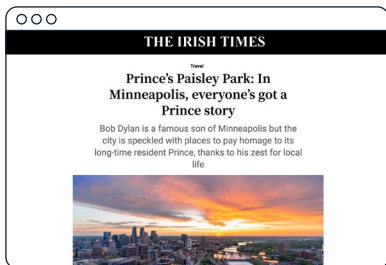 THE IRISH TIMES
Travel
Prince’s Paisley Park: In
Minneapolis, everyone’s got a
Prince story
Bob Dylan is a famous son of Minneapolis but the
city is speckled with places to pay homage to its
long-time resident Prince, thanks to his zest for local
life